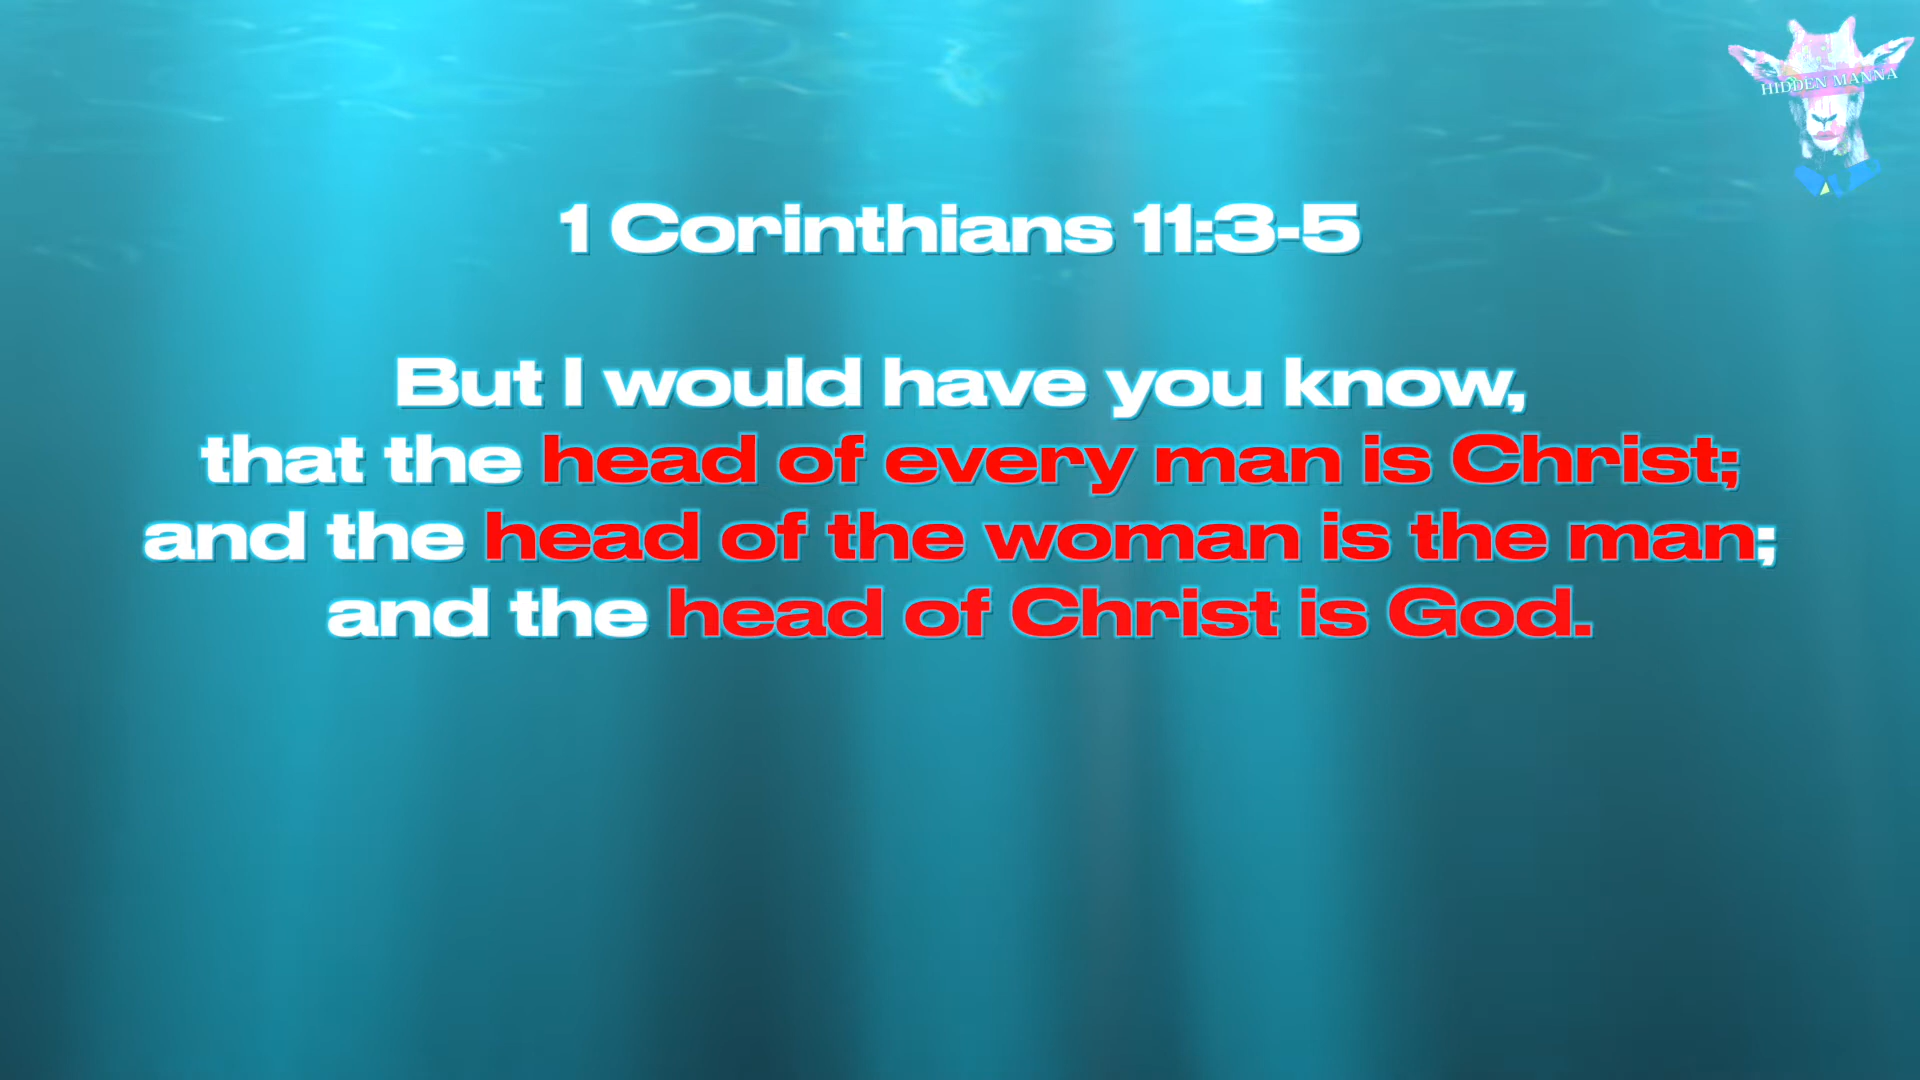 HIDDEN MANNA
1 Corinthians 11:3-5
But I would have you know,
that the head of every man is Christ;
and the head of the woman is the man;
and the head of Christ is God.